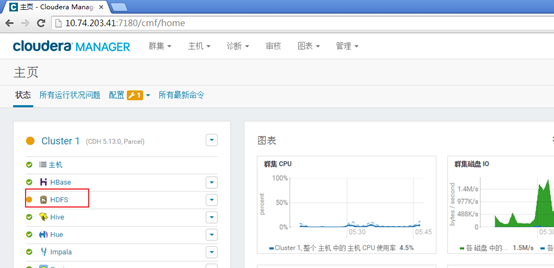 主页 - Cloudera Manage
10.74.203.41:7180/cmf/home
cloudera MANAGER 群集 主机 诊断 审核 图表 管理
主页
状态 所有运行状况问题 配置 1 所有最新命令
Cluster 1 (CDH 5.13.0, Parcel)
主机
HBase
HDFS
Hive
Hue
Impala
图表
群集 CPU
percent
100%
50%
0%
05:30 05:45
Cluster 1, 整个 主机 中的 主机 CPU 使用率 4.5%
群集磁盘 IO
bytes / second
1.4M/s
977K/s
488K/s
0
05:30
各 磁盘 中的... 1.5M/s